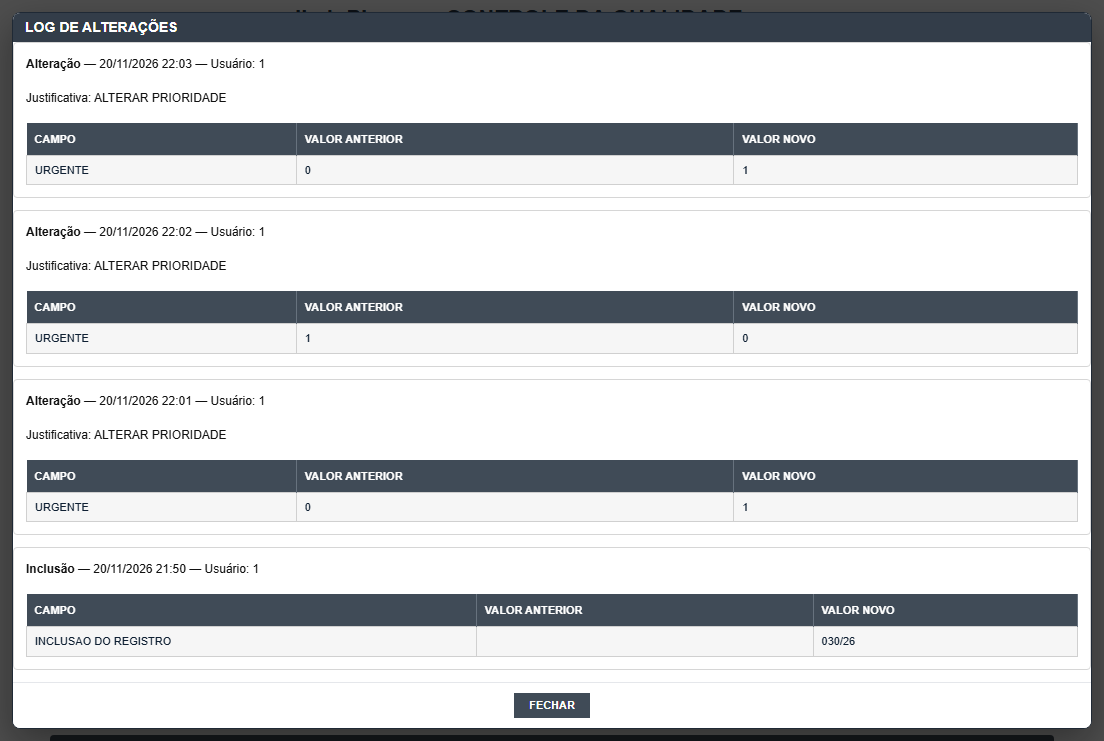 CONTROLE DA QUALIDADE
LOG DE ALTERAÇÕES
Alteração — 20/11/2026 22:03 — Usuário: 1
Justificativa: ALTERAR PRIORIDADE
CAMPO VALOR ANTERIOR VALOR NOVO
URGENTE 0 1
Alteração — 20/11/2026 22:02 — Usuário: 1
Justificativa: ALTERAR PRIORIDADE
CAMPO VALOR ANTERIOR VALOR NOVO
URGENTE 1 0
Alteração — 20/11/2026 22:01 — Usuário: 1
Justificativa: ALTERAR PRIORIDADE
CAMPO VALOR ANTERIOR VALOR NOVO
URGENTE 0 1
Inclusão — 20/11/2026 21:50 — Usuário: 1
CAMPO VALOR ANTERIOR VALOR NOVO
INCLUSAO DO REGISTRO 030/26
FECHAR